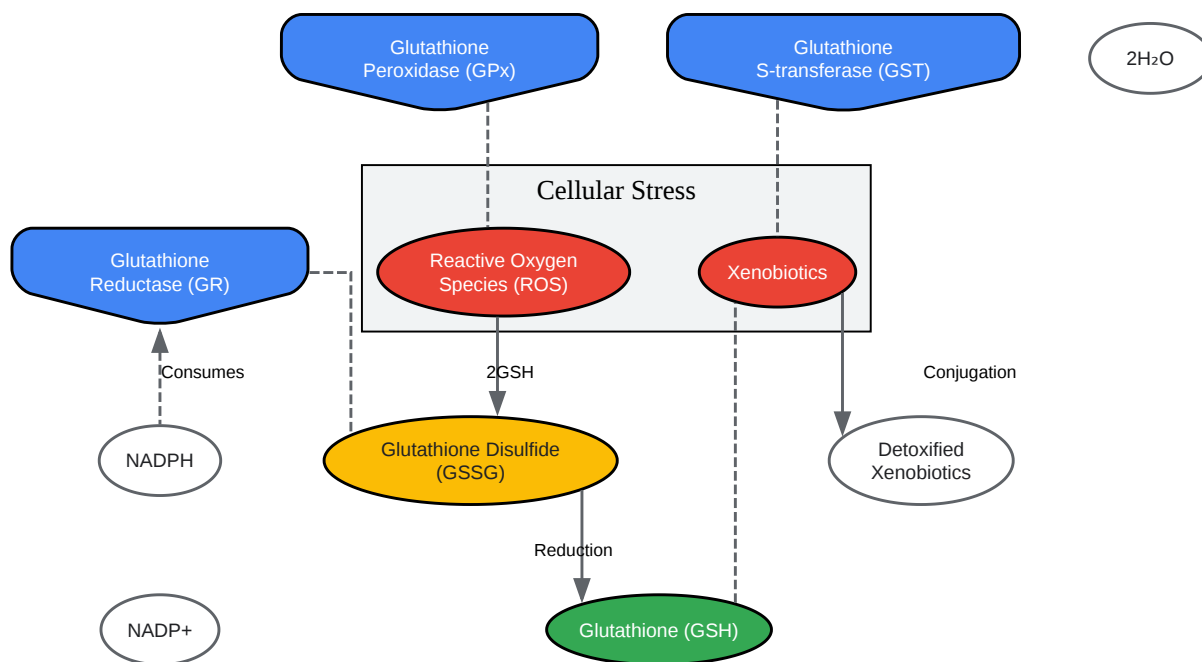 Glutathione
Peroxidase (GPx)
Glutathione
S-transferase (GST)
2H₂O
Cellular Stress
Glutathione
Reductase (GR)
Reactive Oxygen
Species (ROS)
Xenobiotics
Consumes
2GSH
Conjugation
NADPH
Glutathione Disulfide
(GSSG)
Detoxified
Xenobiotics
Reduction
NADP+
Glutathione (GSH)